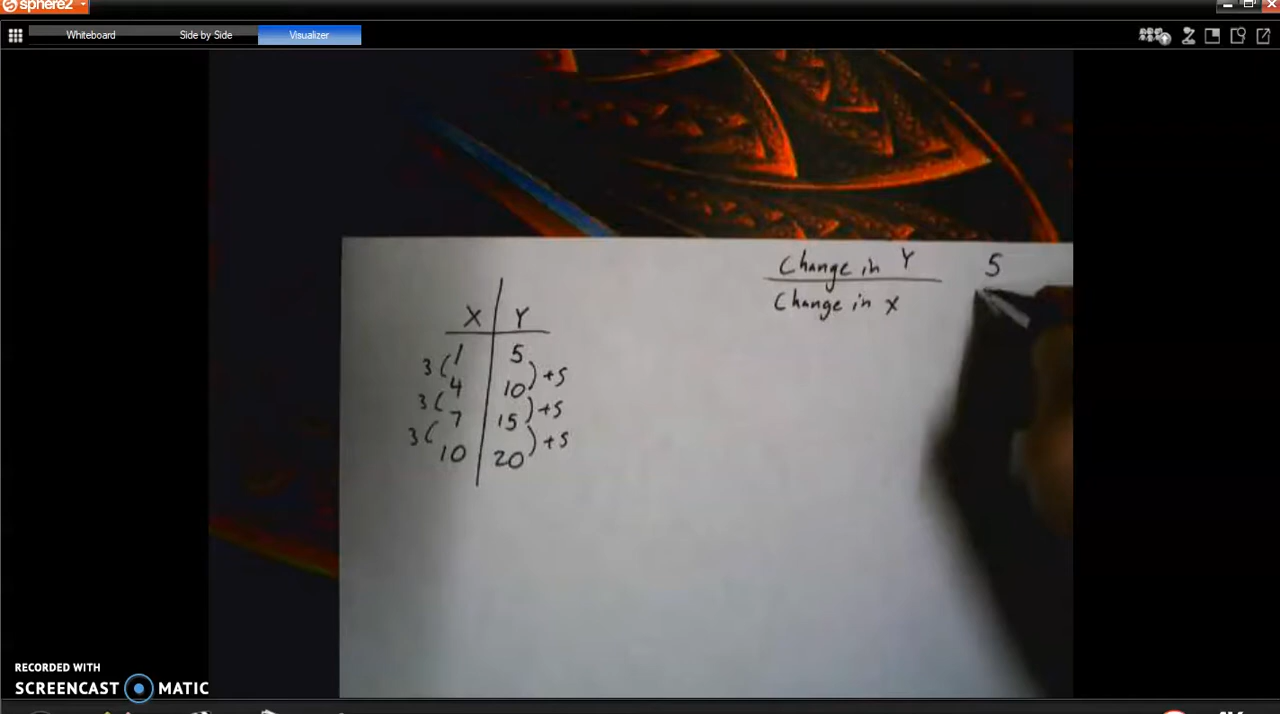 sphere2
Whiteboard Side by Side Visualizer
Change in Y 5
Change in X
X Y
1 5
3 ( ) +5
4 10
3 ( ) +5
7 15
3 ( ) +5
10 20
RECORDED WITH
SCREENCAST MATIC